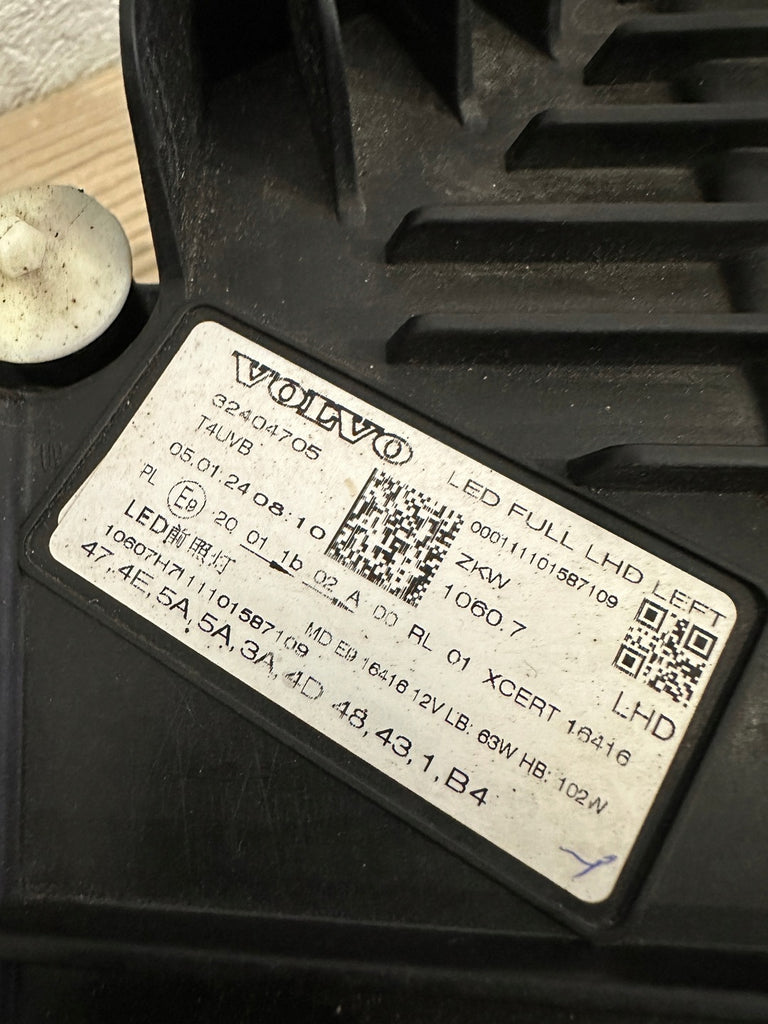 VOLVO
LED FULL LHD LEFT
32404705
000111101587109
T4UVB
ZKW
05.01.24 08:10
1060.7
LHD
PL E9 20 01 1b 02 A 00 RL 01 XCERT 16416
LED前照灯
MD E9 16416 12V LB: 63W HB: 102W
10607H7111101587109
47,4E,5A,5A,3A,4D 48,43,1,B4